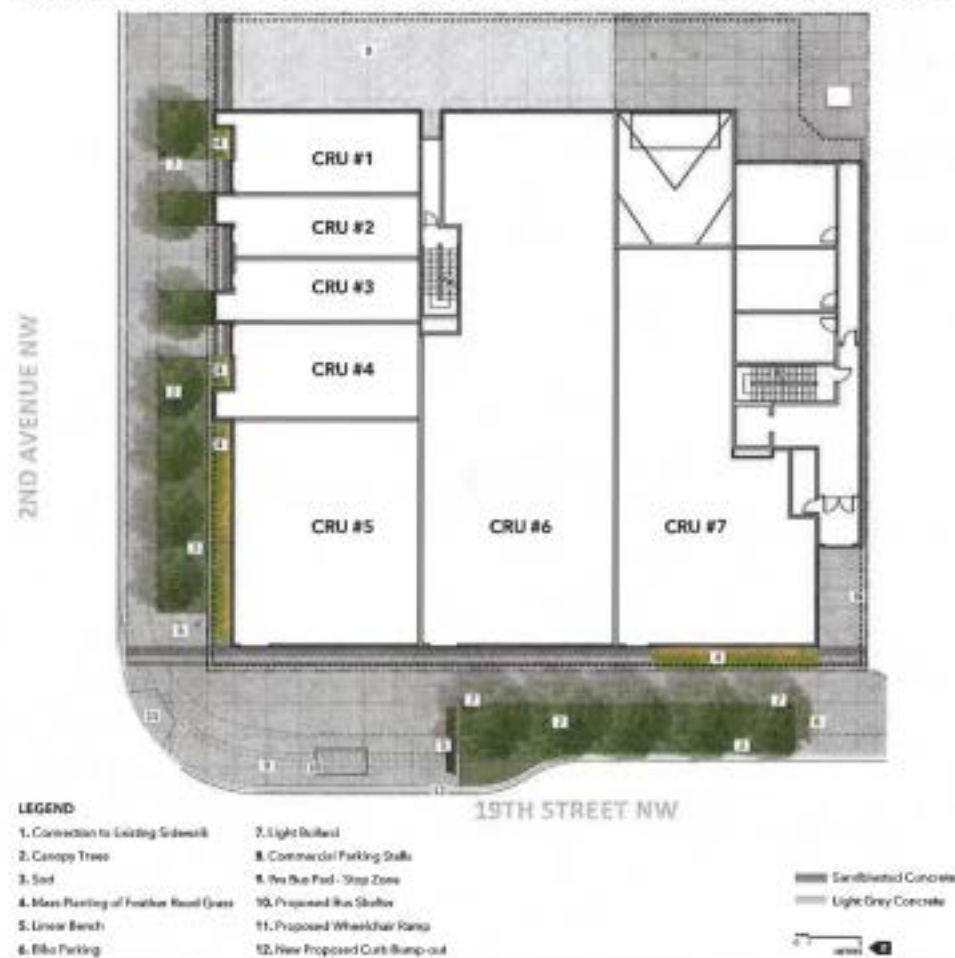 CRU #1
CRU #2
CRU #3
CRU #4
CRU #5
CRU #6
CRU #7
2ND AVENUE NW
19TH STREET NW
LEGEND
1. Connection to Existing Sidewalk
2. Canopy Trees
3. Sod
4. Mass Planting of Feather Reed Grass
5. Linear Bench
6. Bike Parking
7. Light Bollard
8. Commercial Parking Stalls
9. Bus Pad - Stop Zone
10. Proposed Bus Shelter
11. Proposed Wheelchair Ramp
12. New Proposed Curb Bump-out
Sandblasted Concrete
Light Grey Concrete